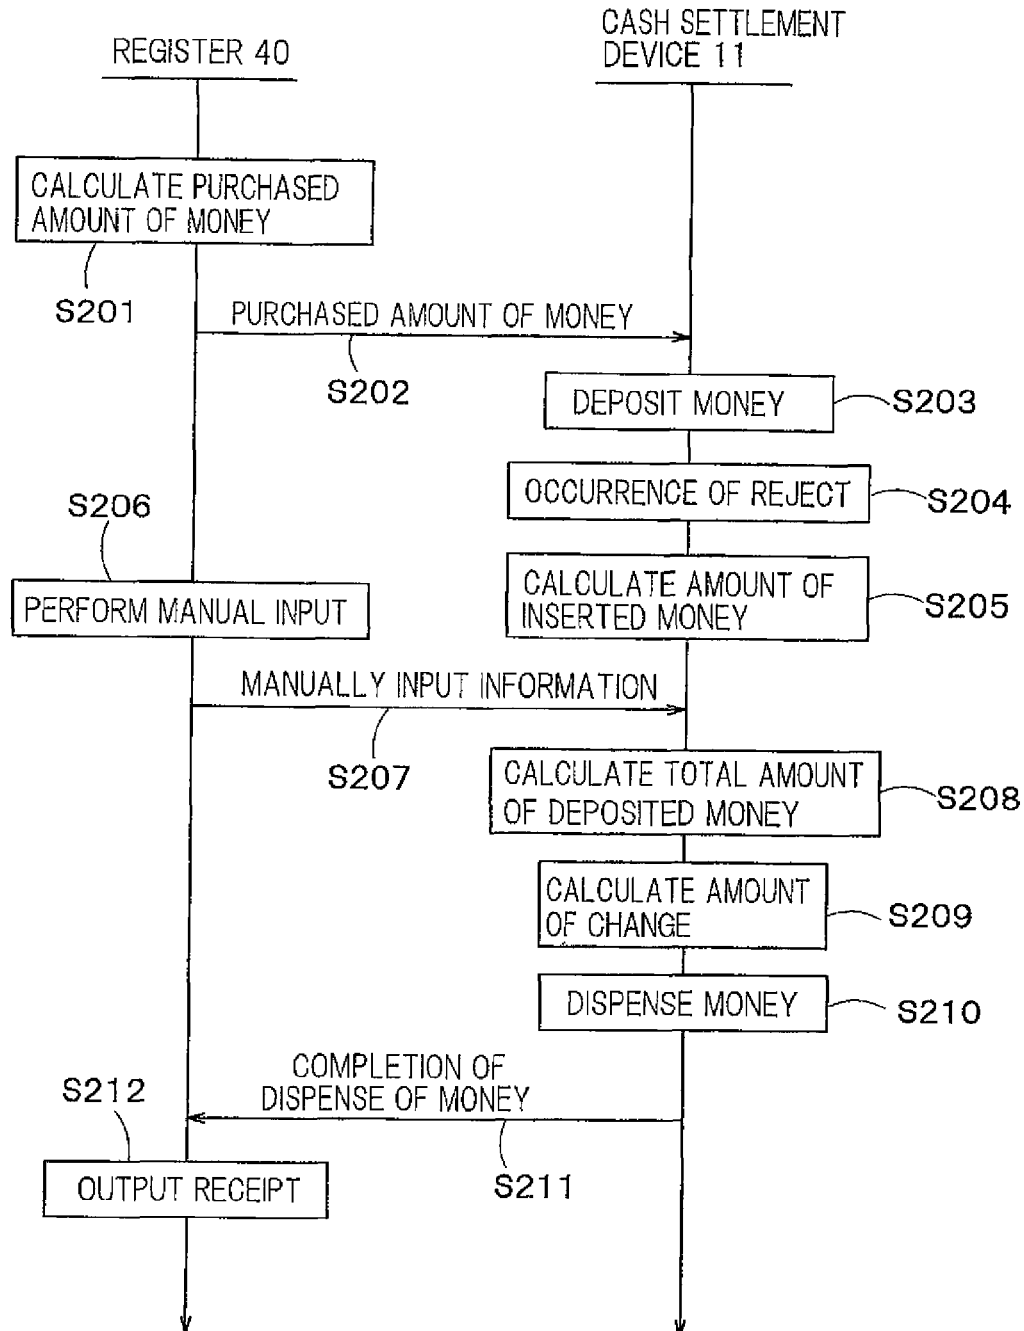 REGISTER 40
CASH SETTLEMENT
DEVICE 11
CALCULATE PURCHASED
AMOUNT OF MONEY
S201
PURCHASED AMOUNT OF MONEY
S202
DEPOSIT MONEY
S203
OCCURRENCE OF REJECT
S204
CALCULATE AMOUNT OF
INSERTED MONEY
S205
S206
PERFORM MANUAL INPUT
MANUALLY INPUT INFORMATION
S207
CALCULATE TOTAL AMOUNT
OF DEPOSITED MONEY
S208
CALCULATE AMOUNT
OF CHANGE
S209
DISPENSE MONEY
S210
COMPLETION OF
DISPENSE OF MONEY
S211
S212
OUTPUT RECEIPT